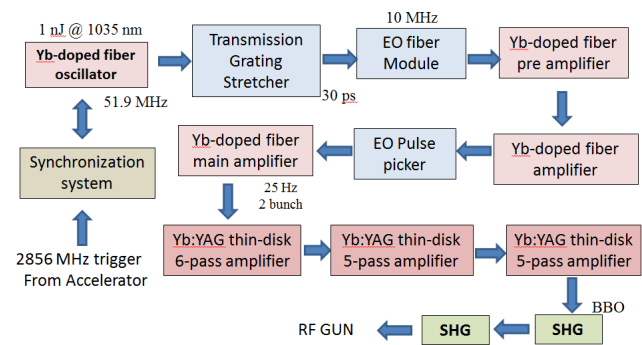 1 nJ @ 1035 nm
Yb-doped fiber
oscillator
51.9 MHz
Transmission
Grating
Stretcher
30 ps
10 MHz
EO fiber
Module
Yb-doped fiber
pre amplifier
Yb-doped fiber
amplifier
EO Pulse
picker
Yb-doped fiber
main amplifier
25 Hz
2 bunch
Synchronization
system
2856 MHz trigger
From Accelerator
Yb:YAG thin-disk
6-pass amplifier
Yb:YAG thin-disk
5-pass amplifier
Yb:YAG thin-disk
5-pass amplifier
BBO
SHG
SHG
RF GUN